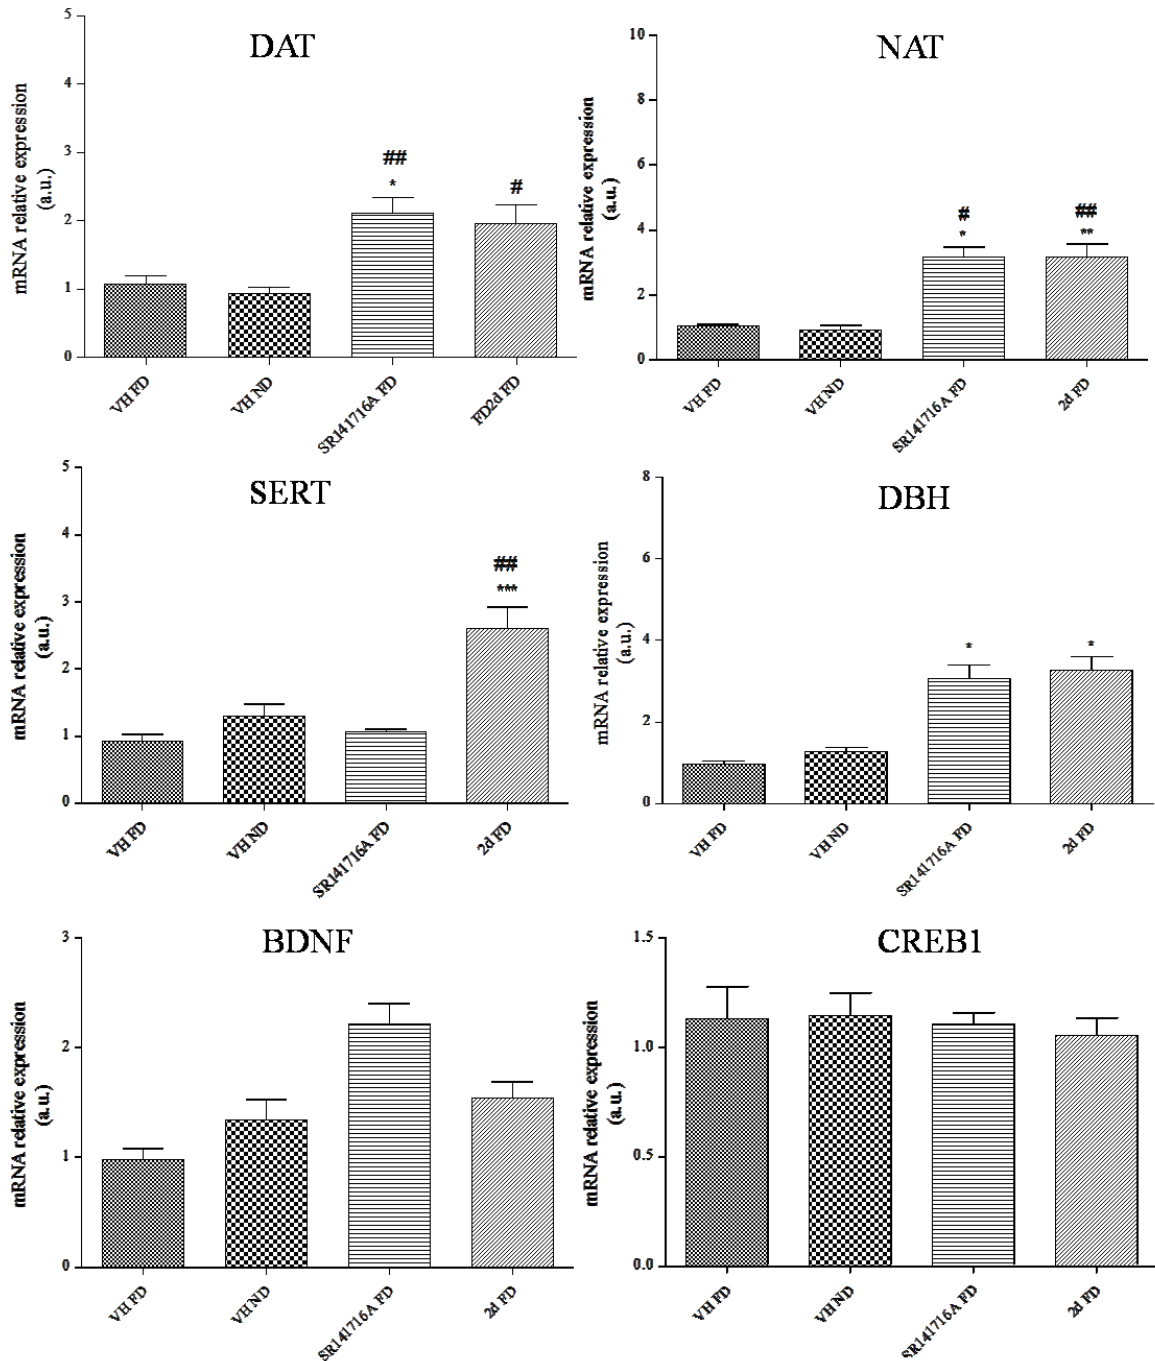 DAT
mRNA relative expression
(a.u.)
5
4
3
2
1
0
##
*
#
VH FD
VH ND
SR141716A FD
FD2d FD
NAT
mRNA relative expression
(a.u.)
10
8
6
4
2
0
#
*
##
**
VH FD
VH ND
SR141716A FD
2d FD
SERT
mRNA relative expression
(a.u.)
5
4
3
2
1
0
##
***
VH FD
VH ND
SR141716A FD
2d FD
DBH
mRNA relative expression
(a.u.)
8
6
4
2
0
*
*
VH FD
VH ND
SR141716A FD
2d FD
BDNF
mRNA relative expression
(a.u.)
3
2
1
0
VH FD
VH ND
SR141716A FD
2d FD
CREB1
mRNA relative expression
(a.u.)
1.5
1.0
0.5
0.0
VH FD
VH ND
SR141716A FD
2d FD